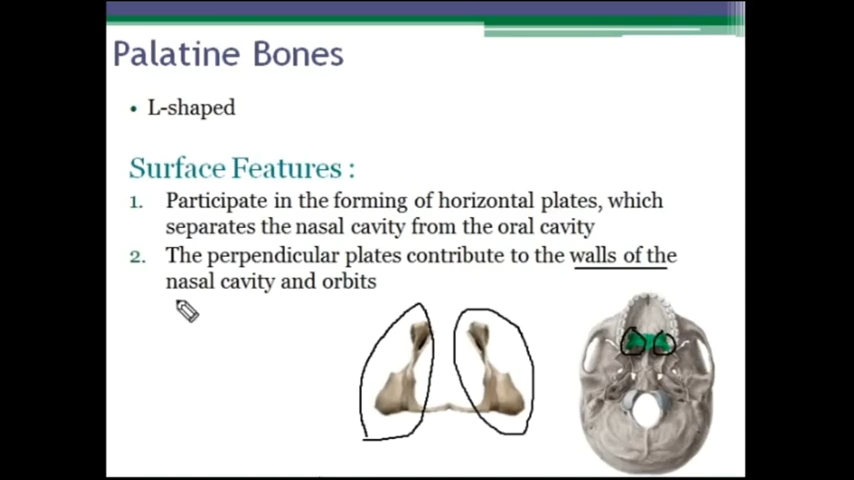 Palatine Bones
• L-shaped
Surface Features :
1. Participate in the forming of horizontal plates, which
separates the nasal cavity from the oral cavity
2. The perpendicular plates contribute to the walls of the
nasal cavity and orbits